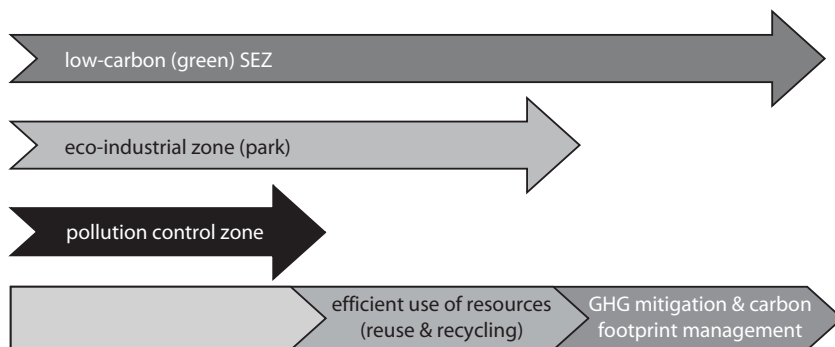 low-carbon (green) SEZ
eco-industrial zone (park)
pollution control zone
efficient use of resources
(reuse & recycling)
GHG mitigation & carbon
footprint management